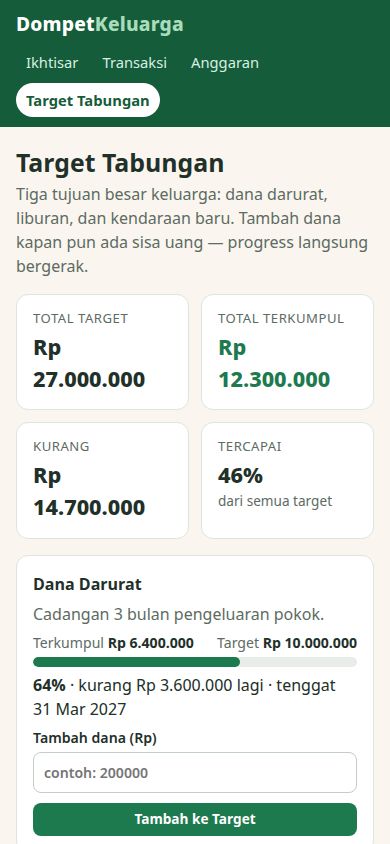 DompetKeluarga
Ikhtisar Transaksi Anggaran
Target Tabungan
Target Tabungan
Tiga tujuan besar keluarga: dana darurat,
liburan, dan kendaraan baru. Tambah dana
kapan pun ada sisa uang — progress langsung
bergerak.
TOTAL TARGET
Rp
27.000.000
TOTAL TERKUMPUL
Rp
12.300.000
KURANG
Rp
14.700.000
TERCAPAI
46%
dari semua target
Dana Darurat
Cadangan 3 bulan pengeluaran pokok.
Terkumpul Rp 6.400.000 Target Rp 10.000.000
64% · kurang Rp 3.600.000 lagi · tenggat
31 Mar 2027
Tambah dana (Rp)
contoh: 200000
Tambah ke Target